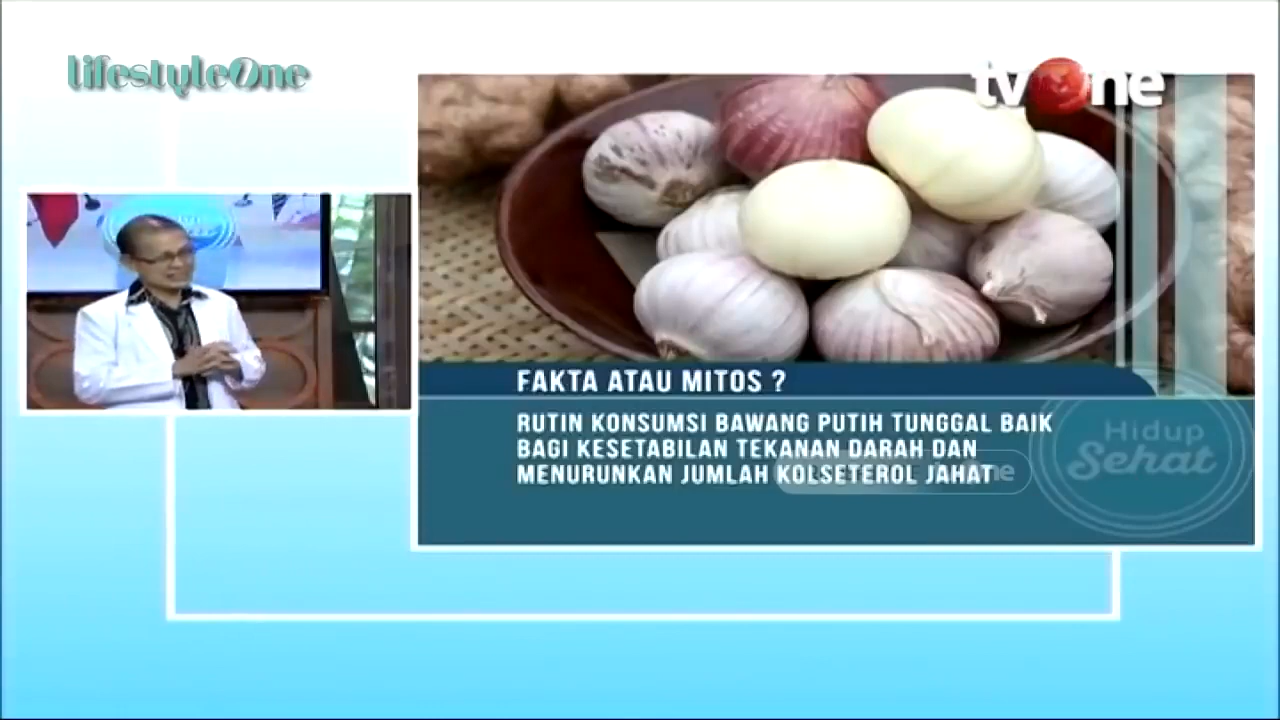 lifestyleOne
tvOne
FAKTA ATAU MITOS ?
RUTIN KONSUMSI BAWANG PUTIH TUNGGAL BAIK
BAGI KESETABILAN TEKANAN DARAH DAN
MENURUNKAN JUMLAH KOLSETEROL JAHAT
Hidup
Sehat